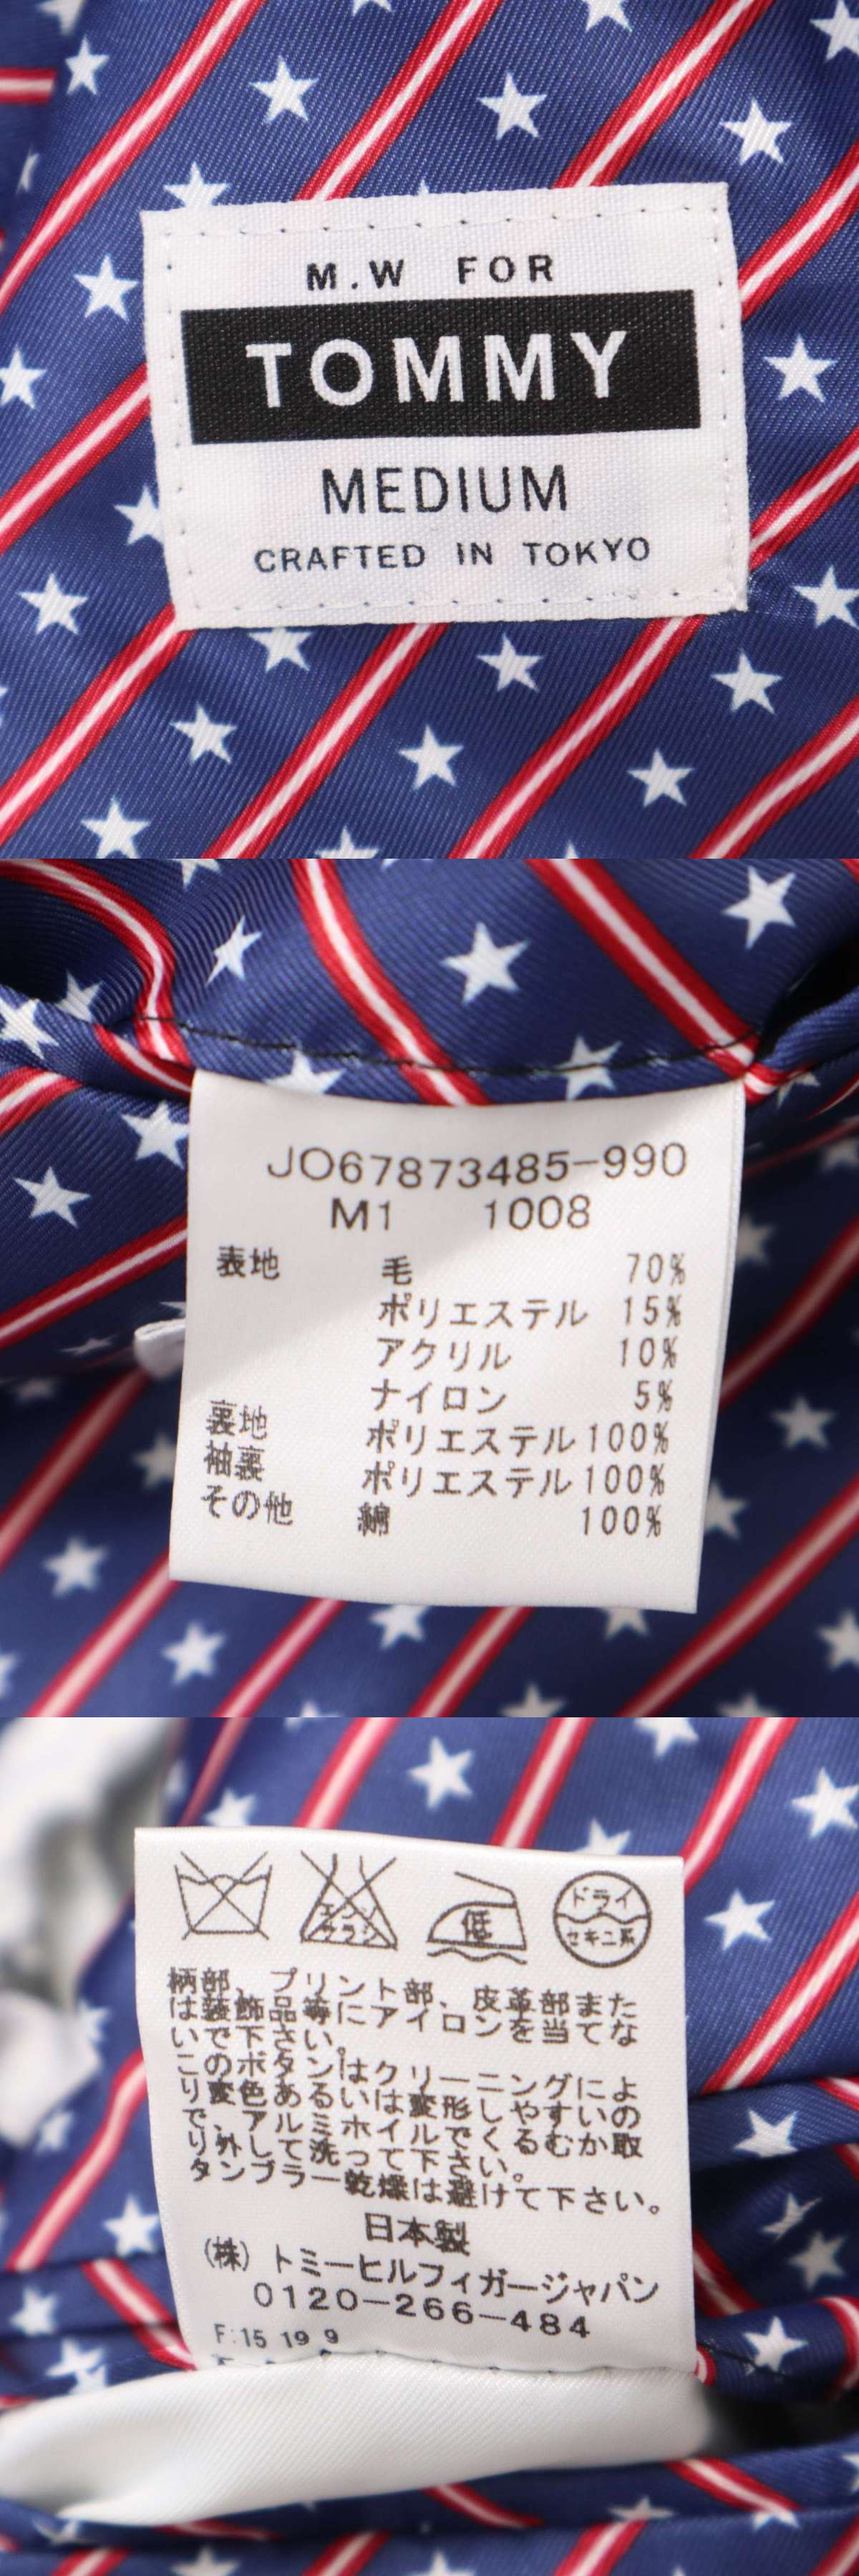 M.W FOR
TOMMY
MEDIUM
CRAFTED IN TOKYO
JO67873485-990
M1 1008
表地 毛 70%
ポリエステル 15%
アクリル 10%
ナイロン 5%
裏地 ポリエステル 100%
袖裏 ポリエステル 100%
その他 綿 100%
エンソ サラシ
低
ドライ
セキユ系
柄部、プリント部、皮革部また
は装飾品等にアイロンを当てな
いで下さい。
このボタンはクリーニングによ
りの変色あるいは変形しやすいの
で、アルミホイルでくるむか取
り外して洗って下さい。
タンブラー乾燥は避けて下さい。
日本製
(株) トミーヒルフィガージャパン
0120-266-484
F:15 19 9